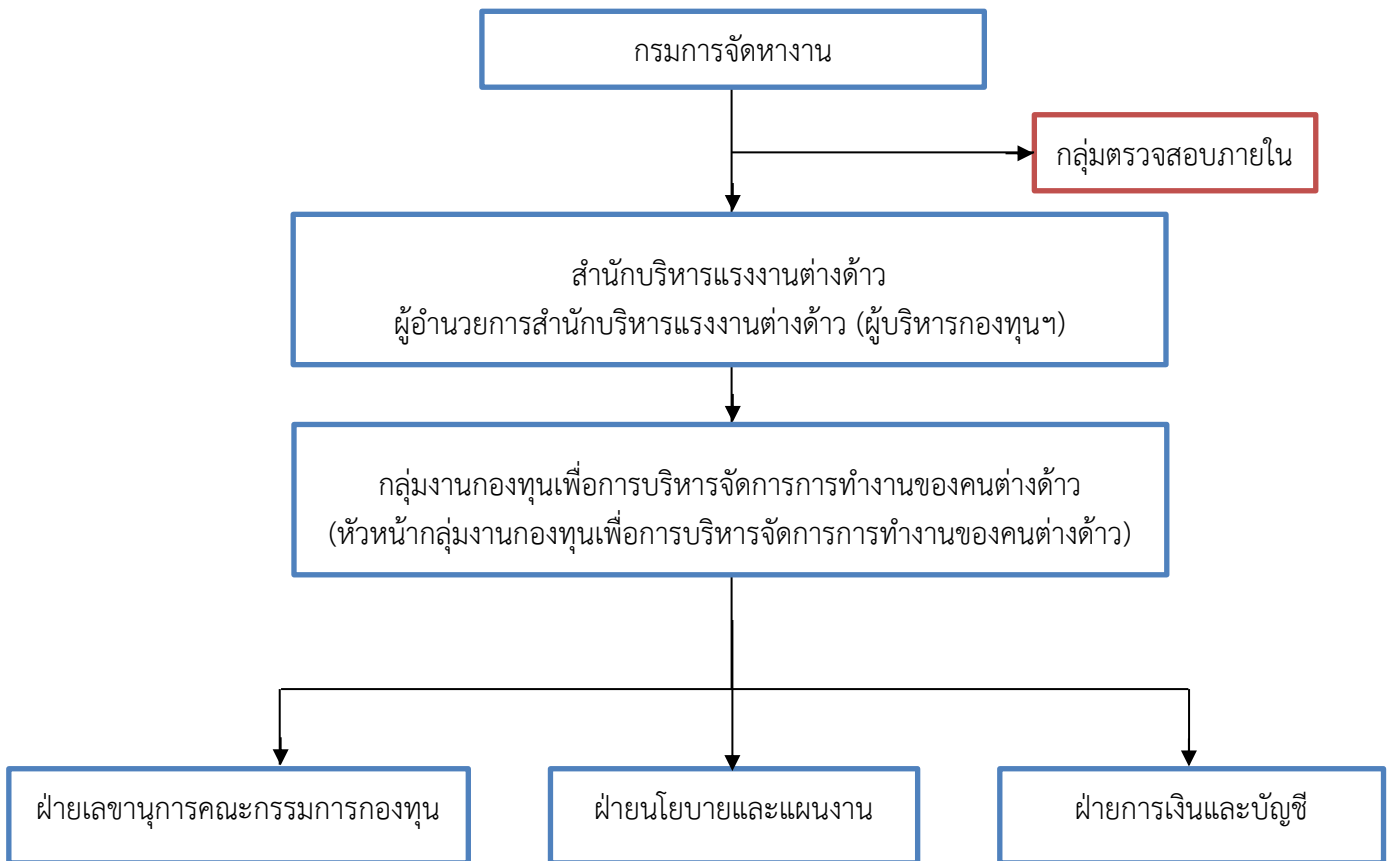 กรมการจัดหางาน
กลุ่มตรวจสอบภายใน
สำนักบริหารแรงงานต่างด้าว
ผู้อำนวยการสำนักบริหารแรงงานต่างด้าว (ผู้บริหารกองทุนฯ)
กลุ่มงานกองทุนเพื่อการบริหารจัดการการทำงานของคนต่างด้าว
(หัวหน้ากลุ่มงานกองทุนเพื่อการบริหารจัดการการทำงานของคนต่างด้าว)
ฝ่ายเลขานุการคณะกรรมการกองทุน
ฝ่ายนโยบายและแผนงาน
ฝ่ายการเงินและบัญชี